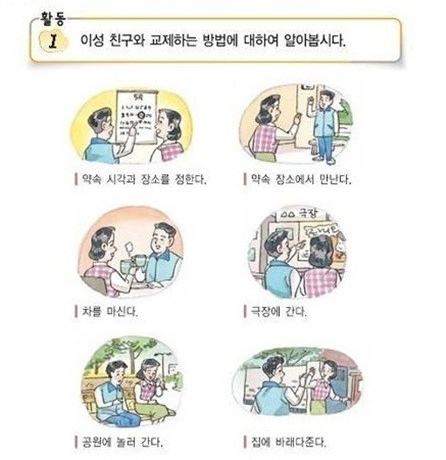 활동
1 이성 친구와 교제하는 방법에 대하여 알아봅시다.
약속 시각과 장소를 정한다.
약속 장소에서 만난다.
△△ 극장
차를 마신다.
극장에 간다.
공원에 놀러 간다.
집에 바래다준다.